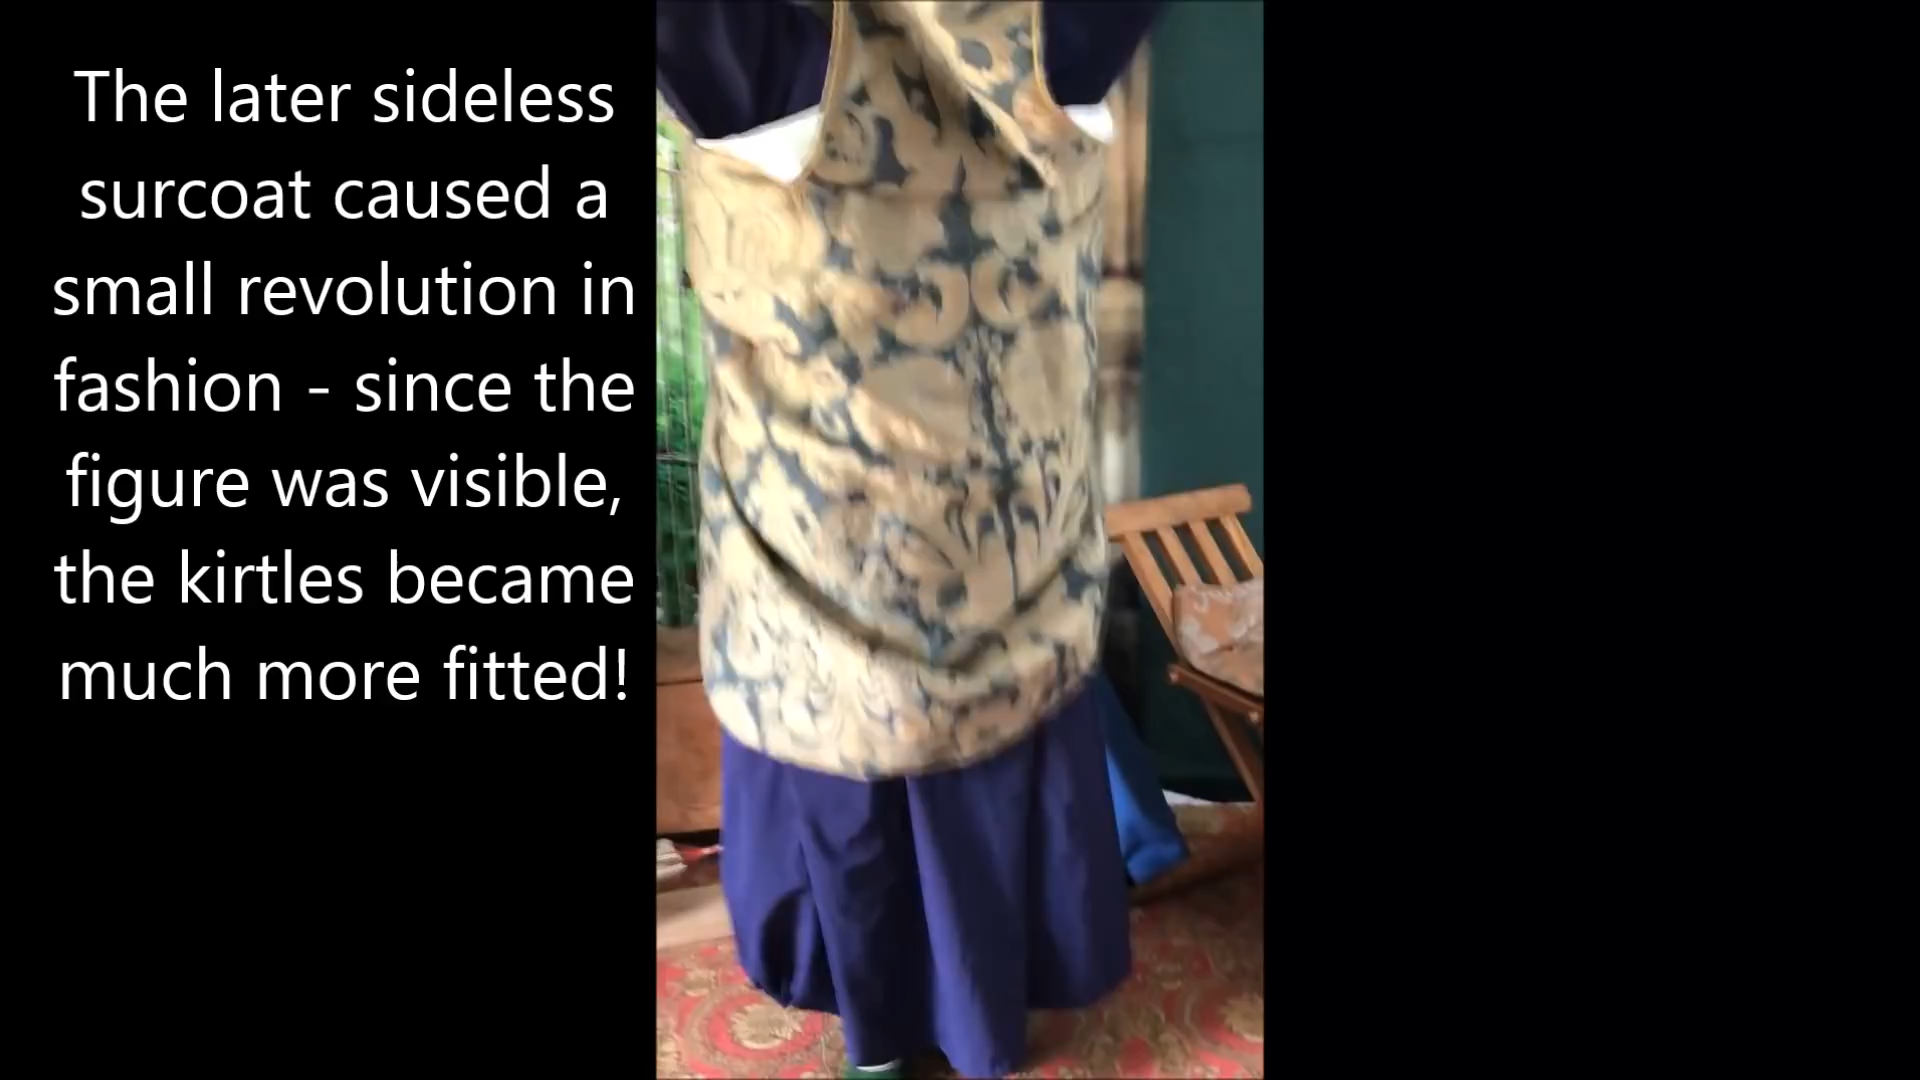 The later sideless
surcoat caused a
small revolution in
fashion - since the
figure was visible,
the kirtles became
much more fitted!